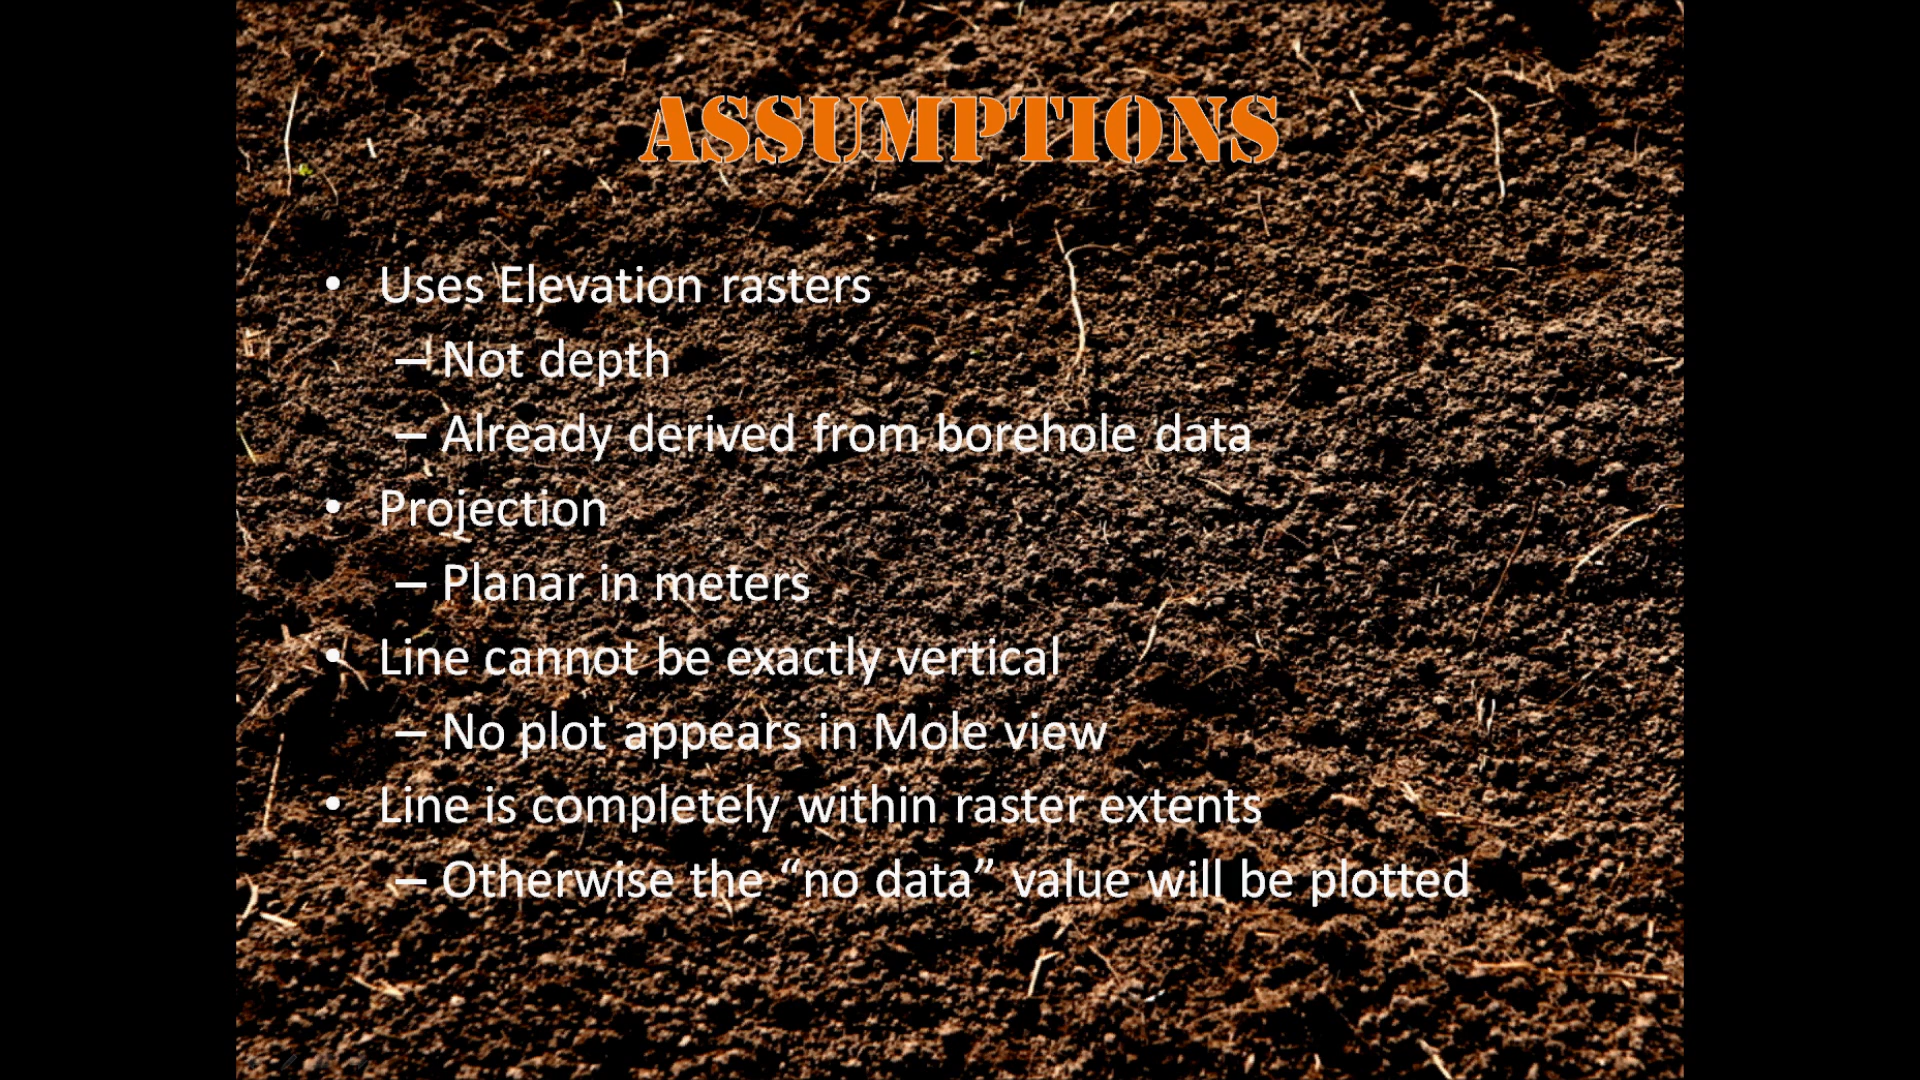 ASSUMPTIONS
• Uses Elevation rasters
– Not depth
– Already derived from borehole data
• Projection
– Planar in meters
• Line cannot be exactly vertical
– No plot appears in Mole view
• Line is completely within raster extents
– Otherwise the “no data” value will be plotted